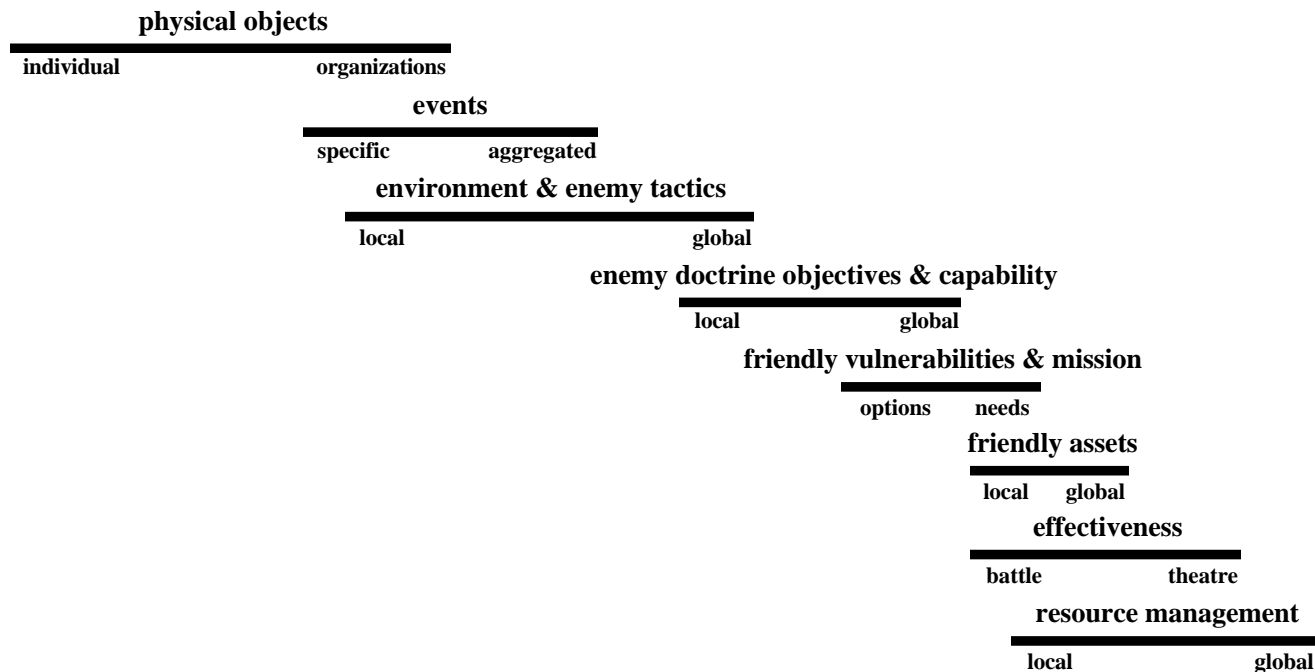 physical objects
individual organizations
events
specific aggregated
environment & enemy tactics
local global
enemy doctrine objectives & capability
local global
friendly vulnerabilities & mission
options needs
friendly assets
local global
effectiveness
battle theatre
resource management
local global